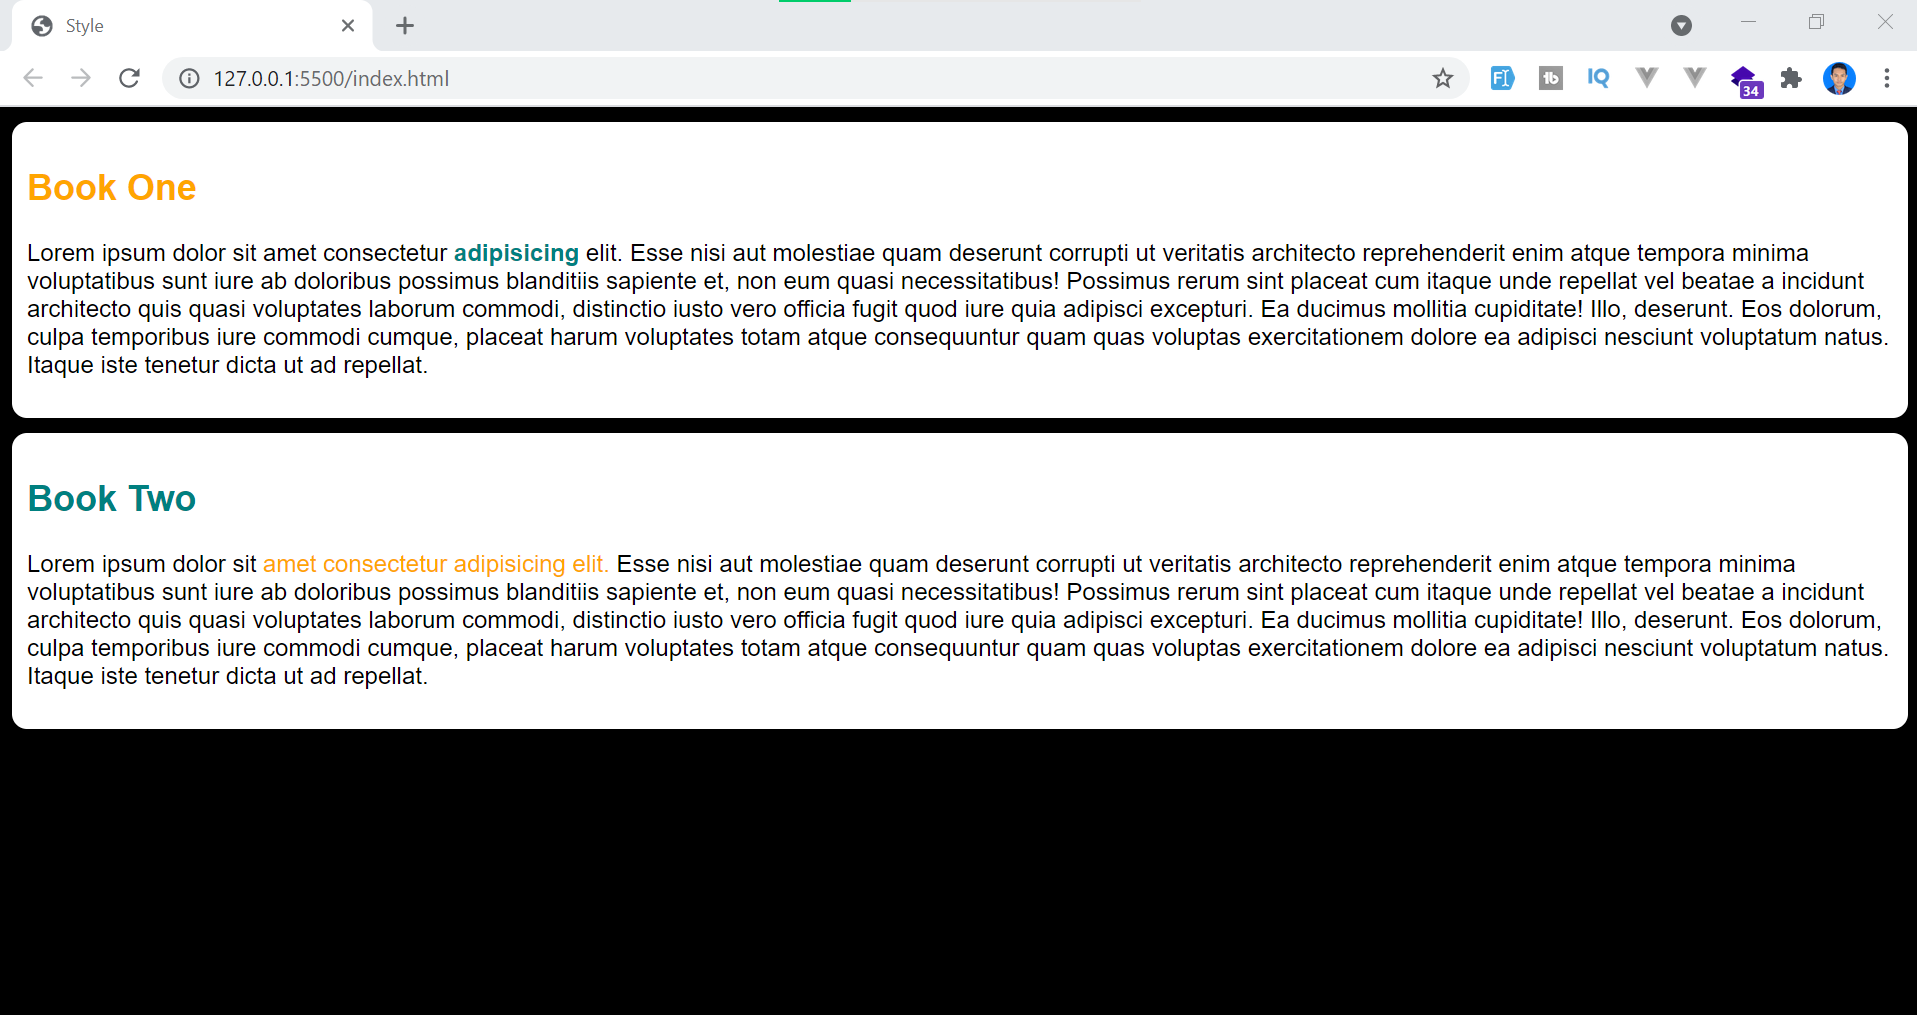 Style
127.0.0.1:5500/index.html
FI
tb
IQ
34
Book One
Lorem ipsum dolor sit amet consectetur adipisicing elit. Esse nisi aut molestiae quam deserunt corrupti ut veritatis architecto reprehenderit enim atque tempora minima
voluptatibus sunt iure ab doloribus possimus blanditiis sapiente et, non eum quasi necessitatibus! Possimus rerum sint placeat cum itaque unde repellat vel beatae a incidunt
architecto quis quasi voluptates laborum commodi, distinctio iusto vero officia fugit quod iure quia adipisci excepturi. Ea ducimus mollitia cupiditate! Illo, deserunt. Eos dolorum,
culpa temporibus iure commodi cumque, placeat harum voluptates totam atque consequuntur quam quas voluptas exercitationem dolore ea adipisci nesciunt voluptatum natus.
Itaque iste tenetur dicta ut ad repellat.
Book Two
Lorem ipsum dolor sit amet consectetur adipisicing elit. Esse nisi aut molestiae quam deserunt corrupti ut veritatis architecto reprehenderit enim atque tempora minima
voluptatibus sunt iure ab doloribus possimus blanditiis sapiente et, non eum quasi necessitatibus! Possimus rerum sint placeat cum itaque unde repellat vel beatae a incidunt
architecto quis quasi voluptates laborum commodi, distinctio iusto vero officia fugit quod iure quia adipisci excepturi. Ea ducimus mollitia cupiditate! Illo, deserunt. Eos dolorum,
culpa temporibus iure commodi cumque, placeat harum voluptates totam atque consequuntur quam quas voluptas exercitationem dolore ea adipisci nesciunt voluptatum natus.
Itaque iste tenetur dicta ut ad repellat.